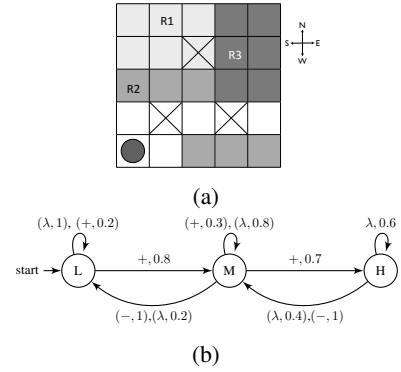 R1
N
S E
W
R3
R2
(a)
(λ, 1), (+, 0.2)
(+, 0.3),(λ, 0.8)
λ, 0.6
start
L
+, 0.8
M
+, 0.7
H
(−, 1),(λ, 0.2)
(λ, 0.4),(−, 1)
(b)